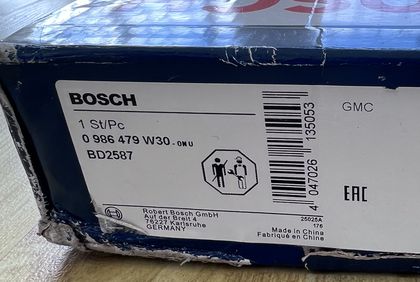 BOSCH
1 St/Pc
0 986 479 W30 - OWU
BD2587
4 047026 135053
GMC
EAC
Robert Bosch GmbH
Auf der Breit 4
76227 Karlsruhe
GERMANY
25025A
176
Made in China
Fabriqué en Chine